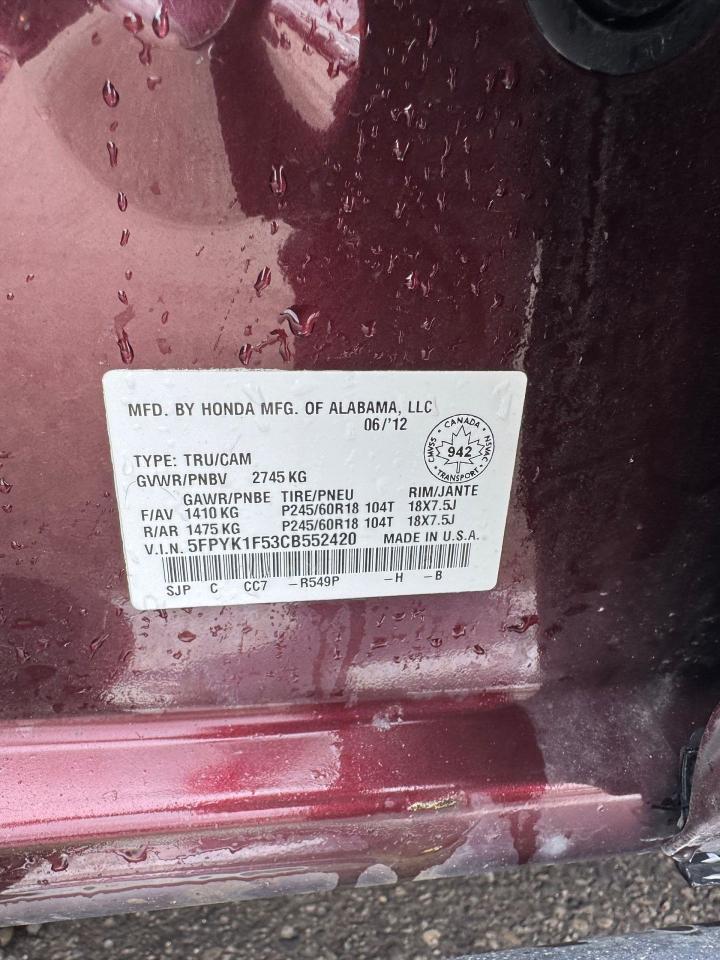 MFD. BY HONDA MFG. OF ALABAMA, LLC
06/'12
CANADA
CMVSS 942 NSVAC
TRANSPORT
TYPE: TRU/CAM
GVWR/PNBV 2745 KG
GAWR/PNBE TIRE/PNEU RIM/JANTE
F/AV 1410 KG P245/60R18 104T 18X7.5J
R/AR 1475 KG P245/60R18 104T 18X7.5J
V.I.N. 5FPYK1F53CB552420 MADE IN U.S.A.
SJP C CC7 -R549P -H -B